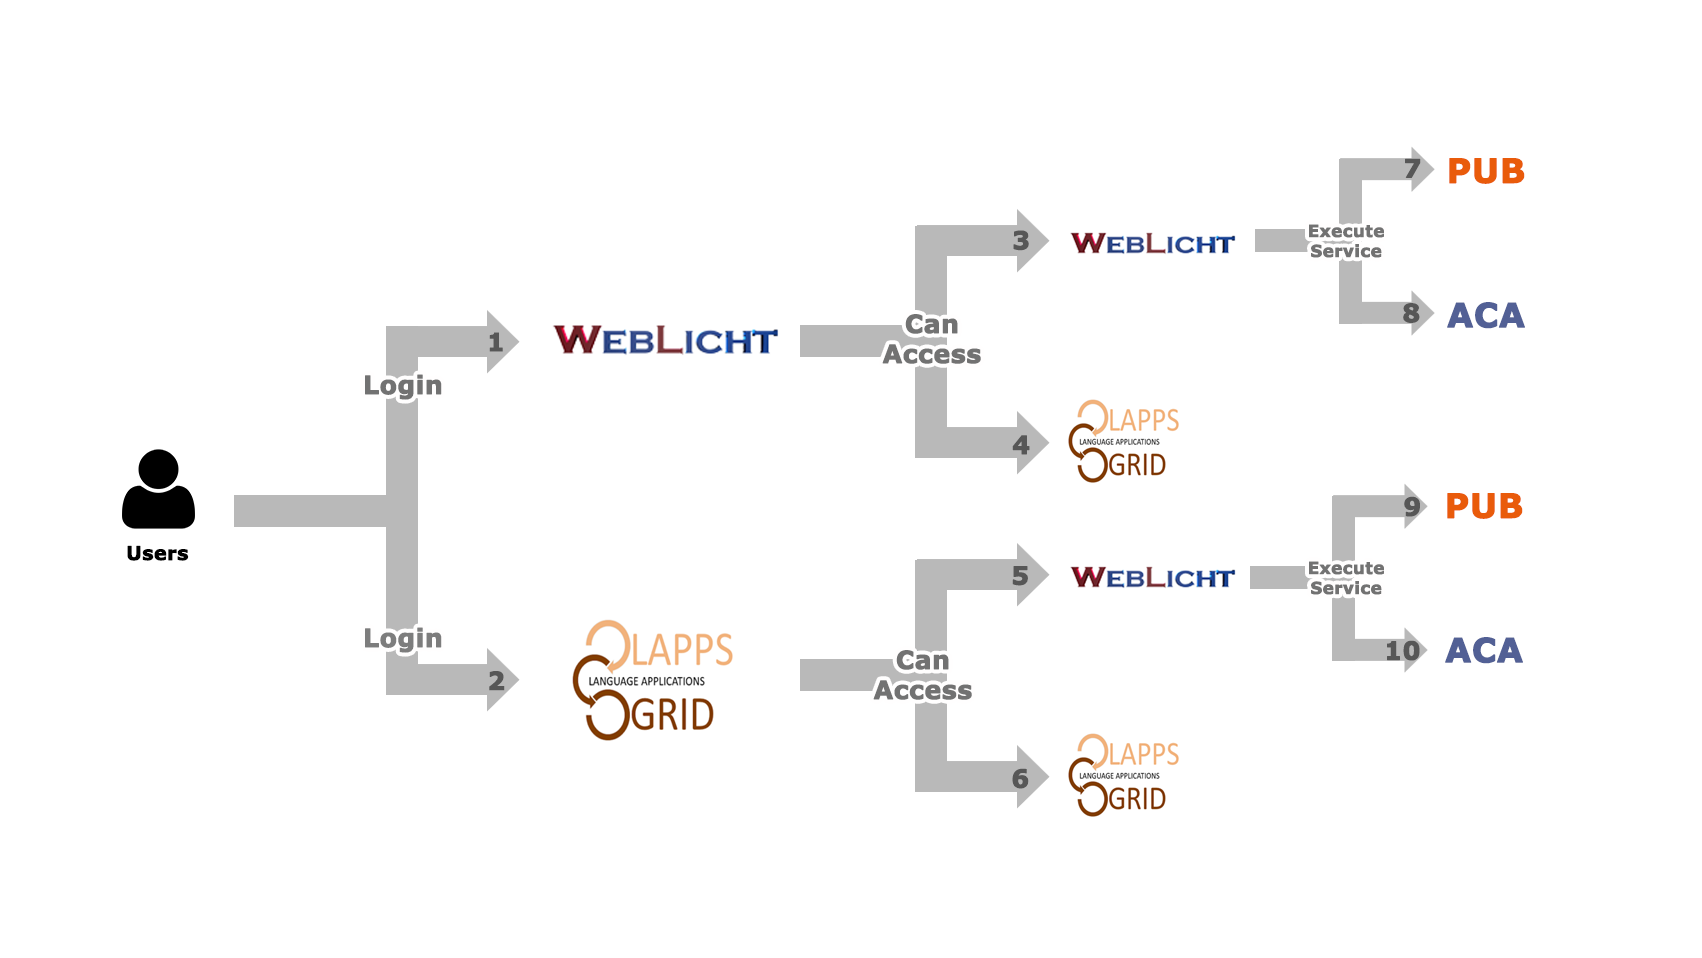 Users
Login
1
WEBLICHT
Login
2
LAPPS
LANGUAGE APPLICATIONS
GRID
Can
Access
3
WEBLICHT
4
LAPPS
LANGUAGE APPLICATIONS
GRID
Execute
Service
7
PUB
8
ACA
Can
Access
5
WEBLICHT
6
LAPPS
LANGUAGE APPLICATIONS
GRID
Execute
Service
9
PUB
10
ACA